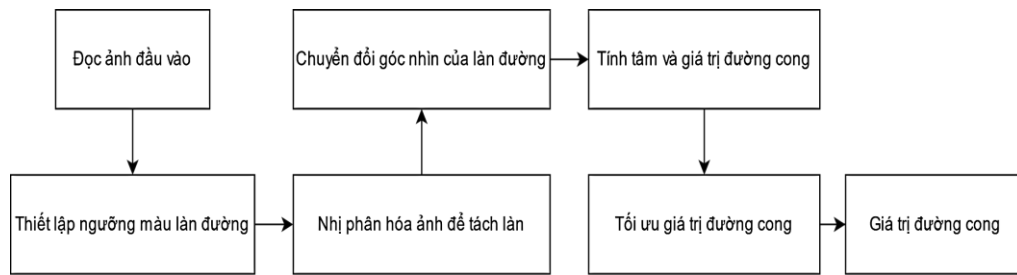 Đọc ảnh đầu vào
Thiết lập ngưỡng màu làn đường
Nhị phân hóa ảnh để tách làn
Chuyển đổi góc nhìn của làn đường
Tính tâm và giá trị đường cong
Tối ưu giá trị đường cong
Giá trị đường cong